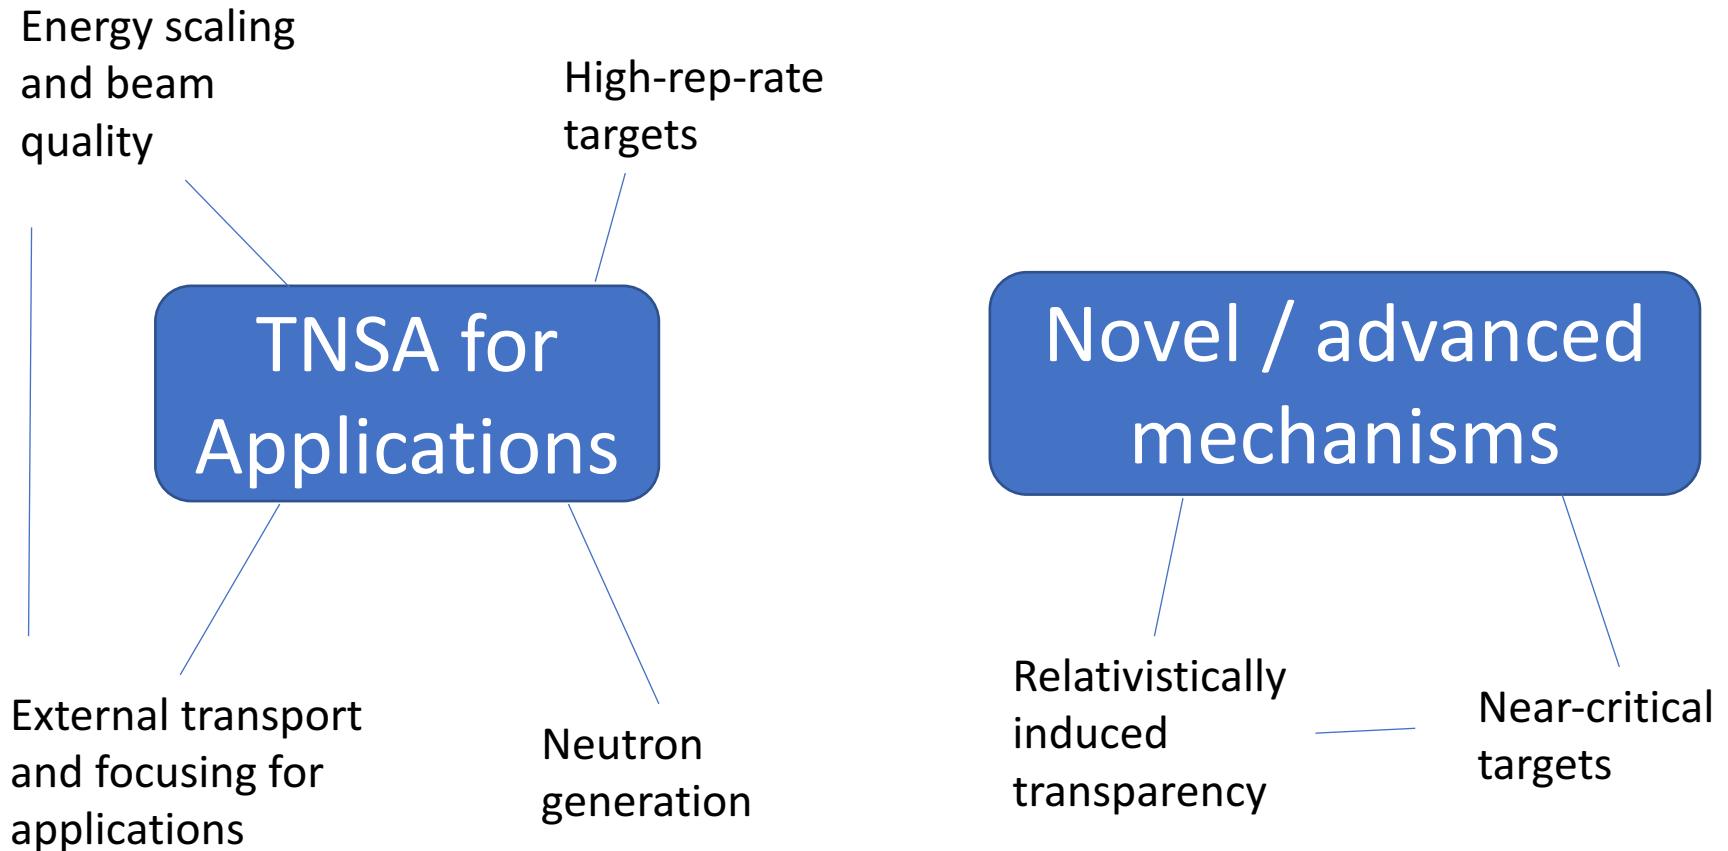 Energy scaling
and beam
quality
High-rep-rate
targets
TNSA for
Applications
Novel / advanced
mechanisms
External transport
and focusing for
applications
Neutron
generation
Relativistically
induced
transparency
Near-critical
targets